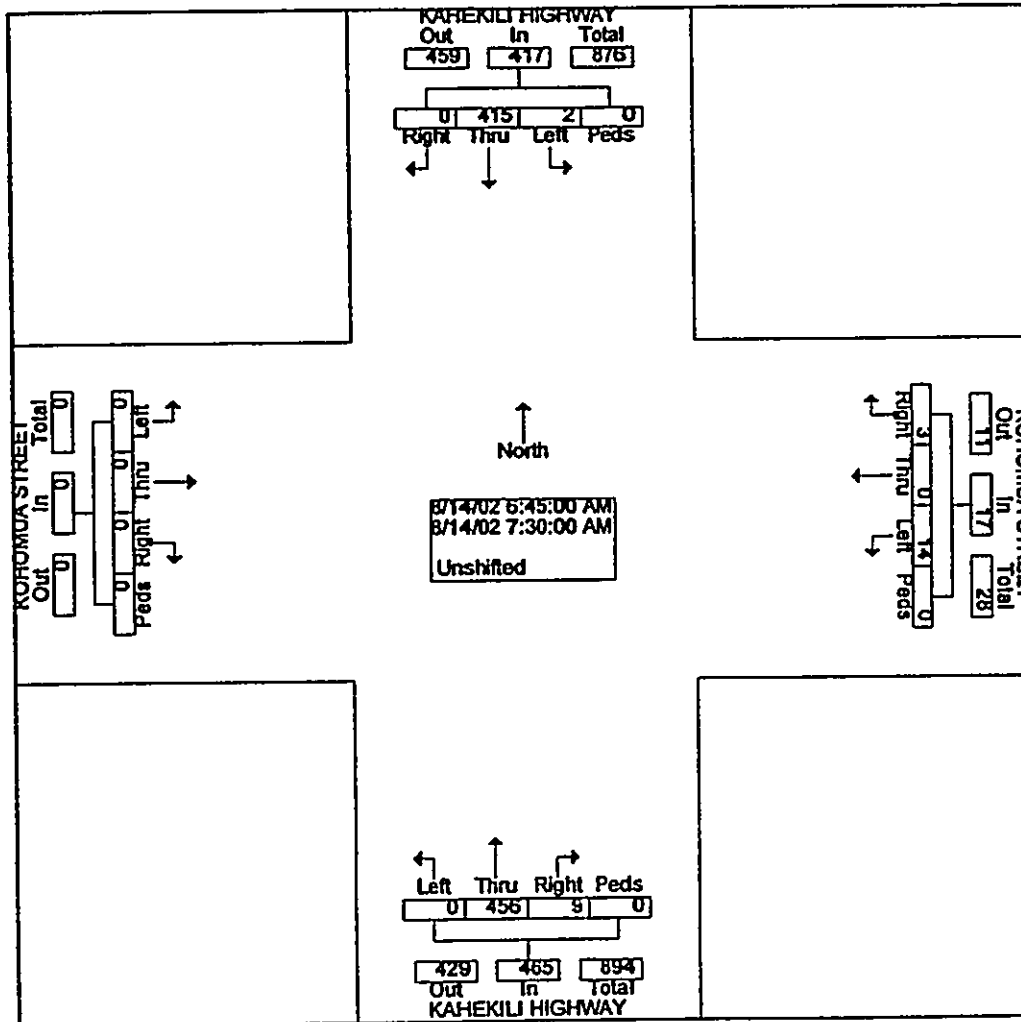 KAHEKILI HIGHWAY
Out In Total
459 417 876
0 415 2 0
Right Thru Left Peds
KOHOMUA STREET
Total In Out
0 0 0
0 0 0 0
Left Thru Right Peds
North
8/14/02 6:45:00 AM
8/14/02 7:30:00 AM
Unshifted
Right Thru Left Peds
3 0 14 0
11 17 28
Out In Total
Left Thru Right Peds
0 456 9 0
429 465 894
Out In Total
KAHEKILI HIGHWAY